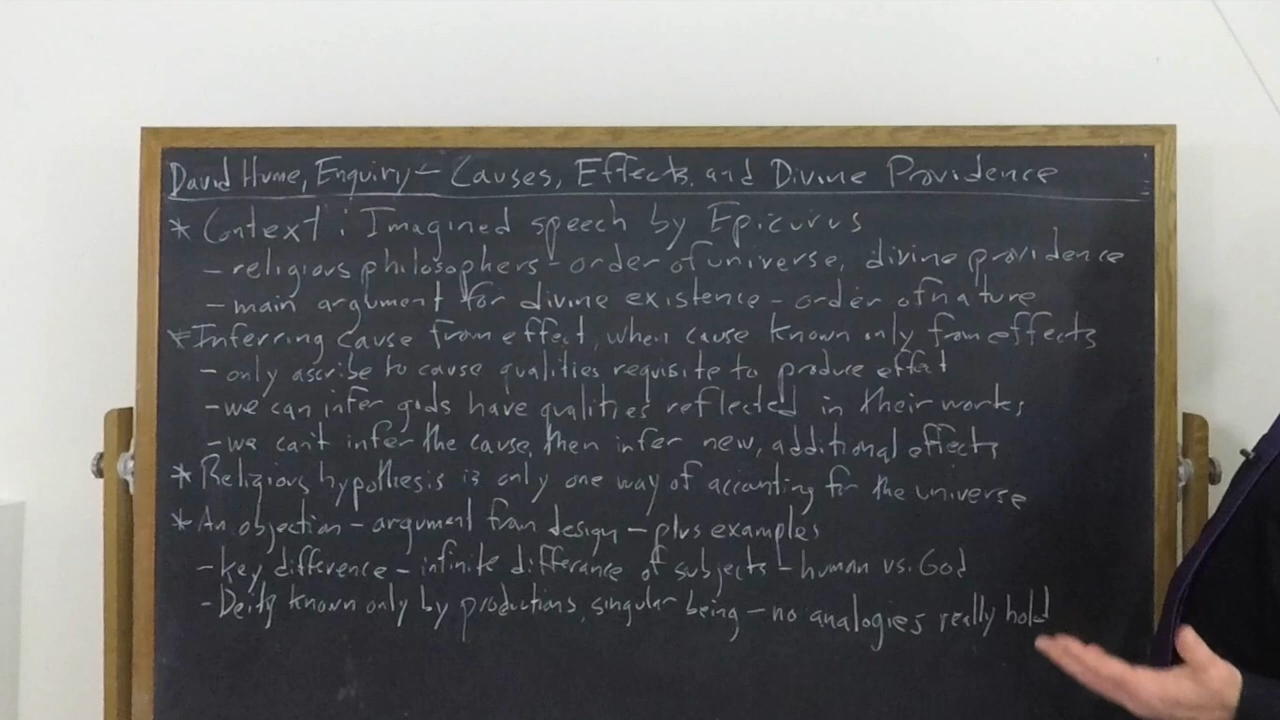 David Hume, Enquiry – Causes, Effects, and Divine Providence
* Context: Imagined speech by Epicurus
- religious philosophers - order of universe, divine providence
- main argument for divine existence - order of nature
* Inferring cause from effect, when cause known only from effects
- only ascribe to cause qualities requisite to produce effect
- we can infer gods have qualities reflected in their works
- we can't infer the cause, then infer new, additional effects
* Religious hypothesis is only one way of accounting for the universe
* An objection - argument from design - plus examples
- key difference - infinite differance of subjects - human vs. God
- Deity known only by productions, singular being - no analogies really hold